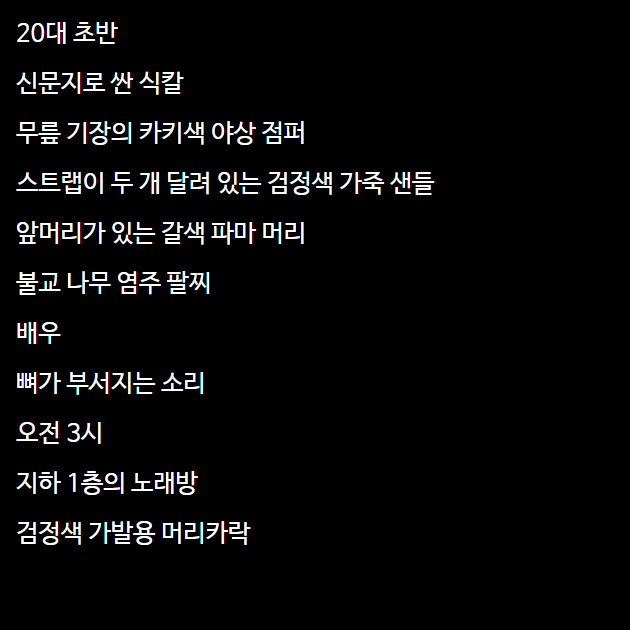 20대 초반
신문지로 싼 식칼
무릎 기장의 카키색 야상 점퍼
스트랩이 두 개 달려 있는 검정색 가죽 샌들
앞머리가 있는 갈색 파마 머리
불교 나무 염주 팔찌
배우
뼈가 부서지는 소리
오전 3시
지하 1층의 노래방
검정색 가발용 머리카락